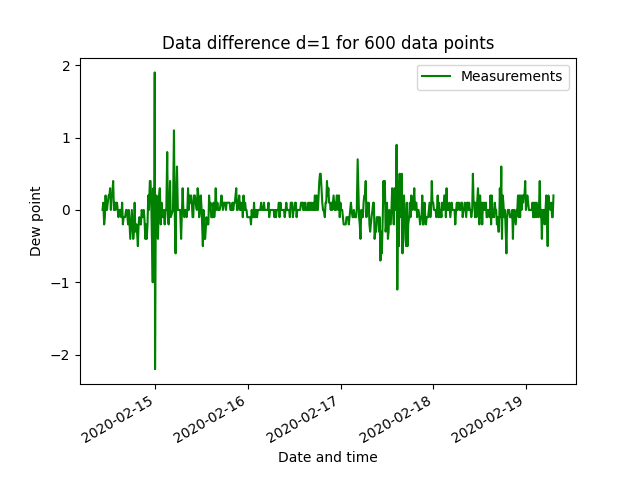 Data difference d=1 for 600 data points
Measurements
2
1
0
−1
−2
Dew point
2020-02-15
2020-02-16
2020-02-17
2020-02-18
2020-02-19
Date and time